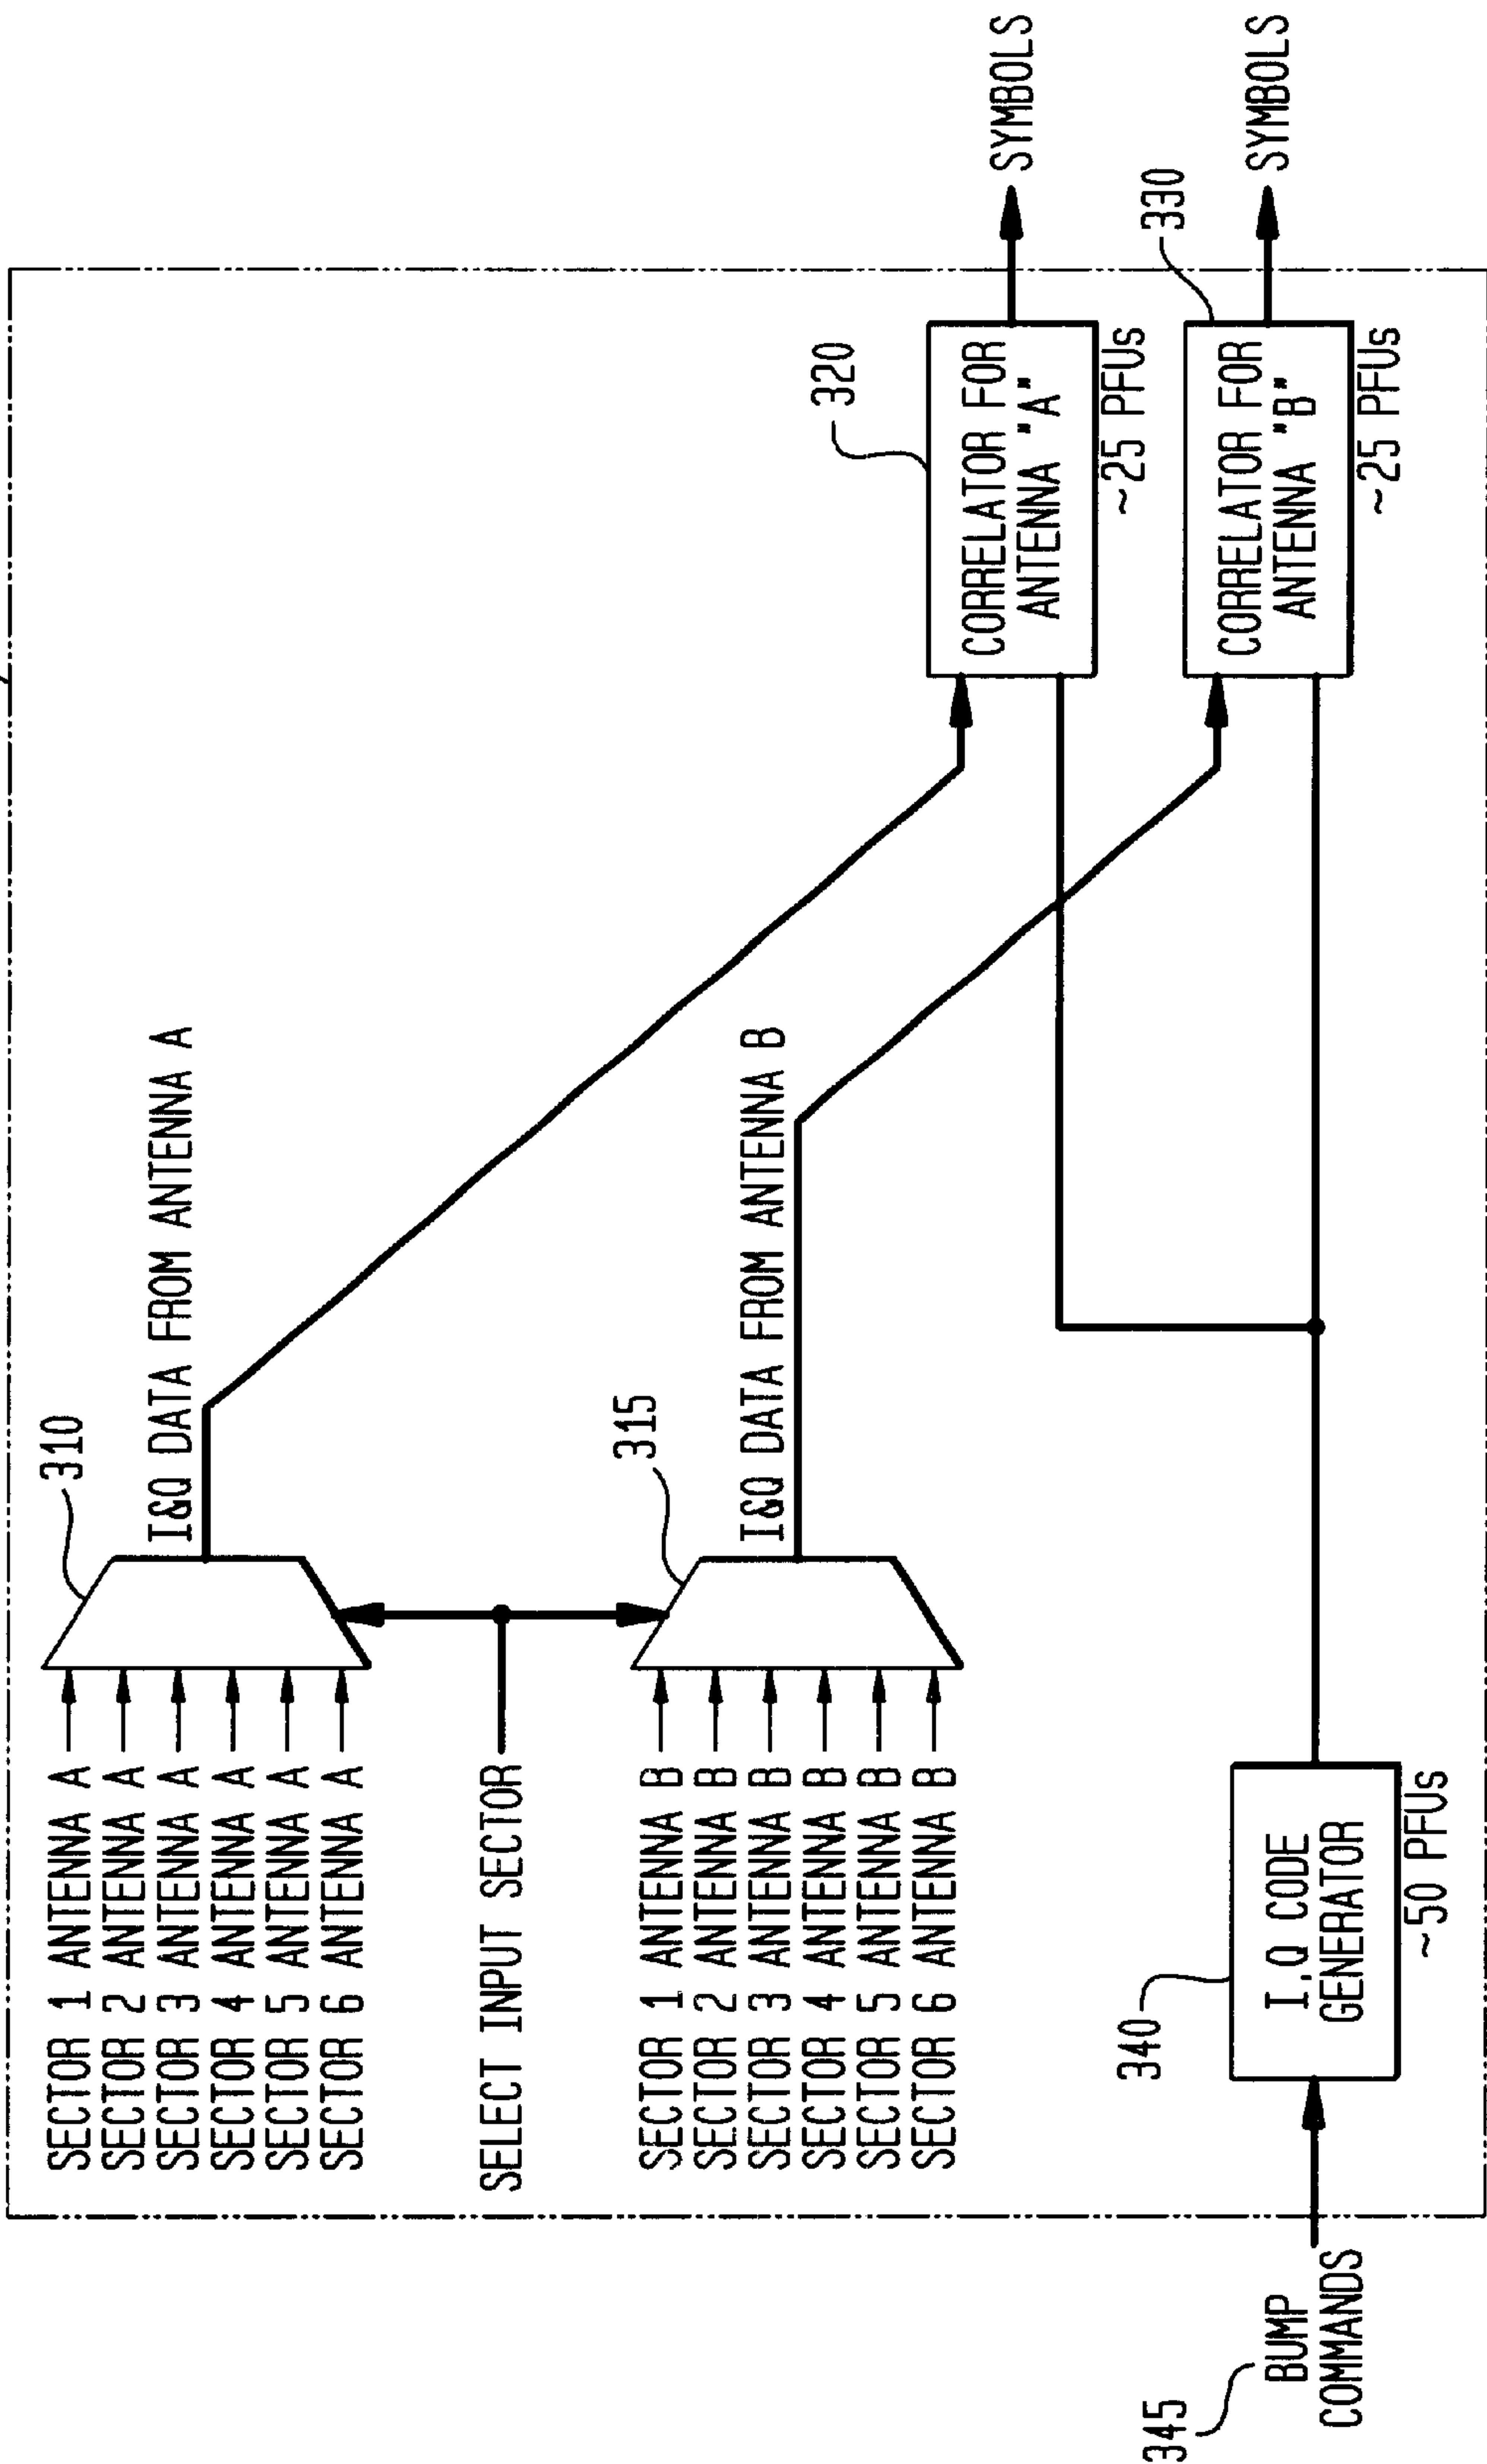 310
SECTOR 1 ANTENNA A
SECTOR 2 ANTENNA A
SECTOR 3 ANTENNA A
SECTOR 4 ANTENNA A
SECTOR 5 ANTENNA A
SECTOR 6 ANTENNA A
I&Q DATA FROM ANTENNA A
SELECT INPUT SECTOR
315
SECTOR 1 ANTENNA B
SECTOR 2 ANTENNA B
SECTOR 3 ANTENNA B
SECTOR 4 ANTENNA B
SECTOR 5 ANTENNA B
SECTOR 6 ANTENNA B
I&Q DATA FROM ANTENNA B
320
CORRELATOR FOR
ANTENNA "A"
~25 PFUs
SYMBOLS
330
CORRELATOR FOR
ANTENNA "B"
~25 PFUs
SYMBOLS
340
I,Q CODE
GENERATOR
~50 PFUs
345
BUMP
COMMANDS